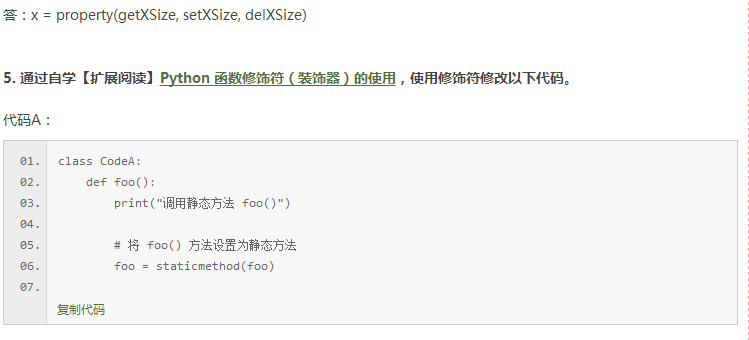 答：x = property(getXSize, setXSize, delXSize)
5. 通过自学【扩展阅读】Python 函数修饰符（装饰器）的使用，使用修饰符修改以下代码。
代码A：
01. class CodeA:
02.     def foo():
03.         print("调用静态方法 foo()")
04.
05.         # 将 foo() 方法设置为静态方法
06.         foo = staticmethod(foo)
07.
复制代码